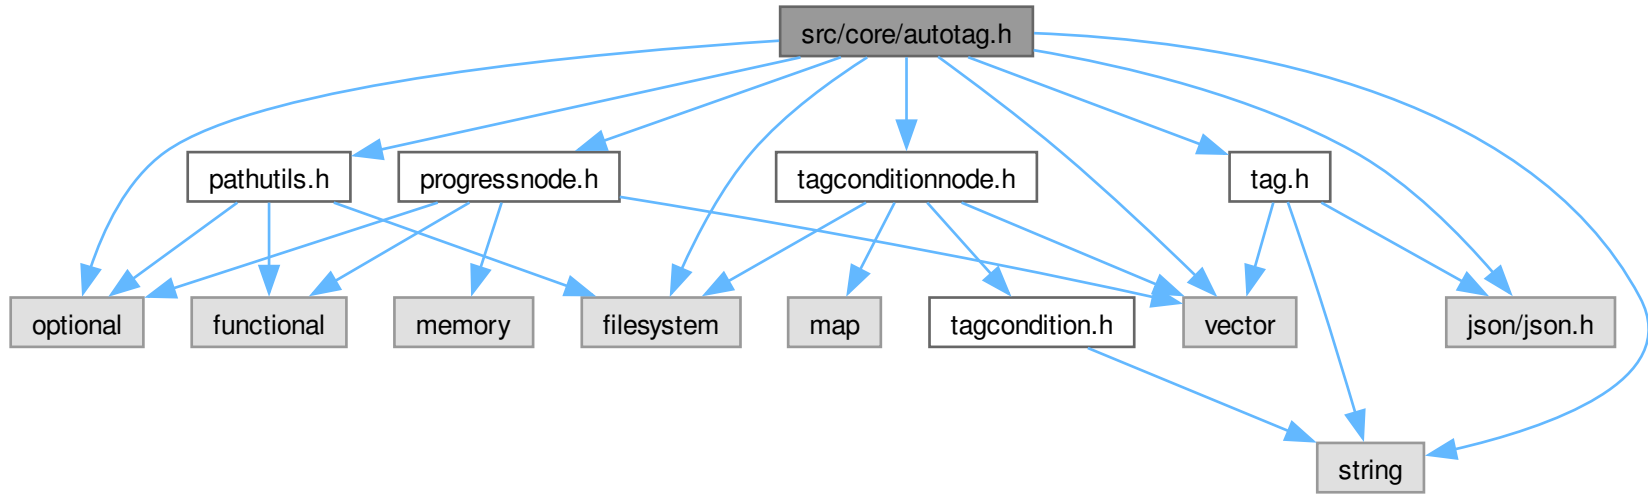 src/core/autotag.h
pathutils.h
progressnode.h
tagconditionnode.h
tag.h
optional
functional
memory
filesystem
map
tagcondition.h
vector
json/json.h
string